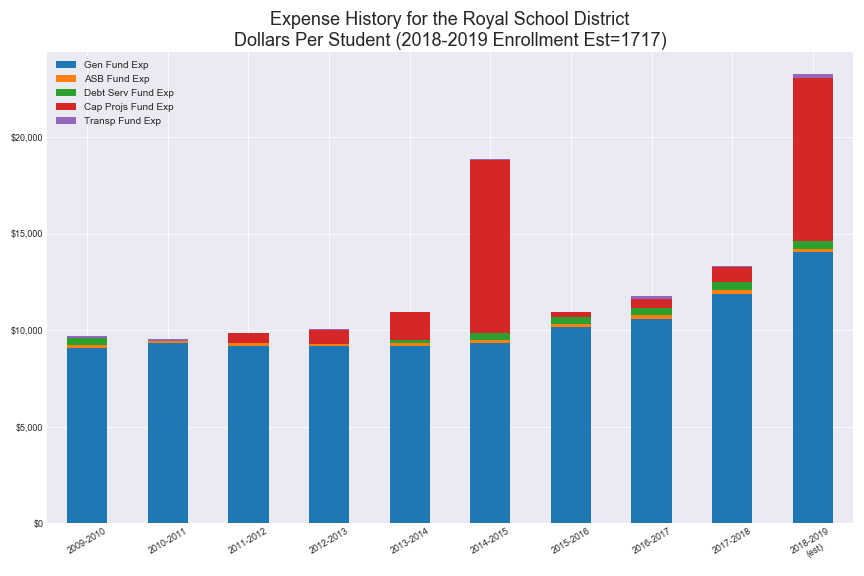 Expense History for the Royal School District
Dollars Per Student (2018-2019 Enrollment Est=1717)
Gen Fund Exp
ASB Fund Exp
Debt Serv Fund Exp
Cap Projs Fund Exp
Transp Fund Exp
$20,000
$15,000
$10,000
$5,000
$0
2009-2010
2010-2011
2011-2012
2012-2013
2013-2014
2014-2015
2015-2016
2016-2017
2017-2018
2018-2019
(est)